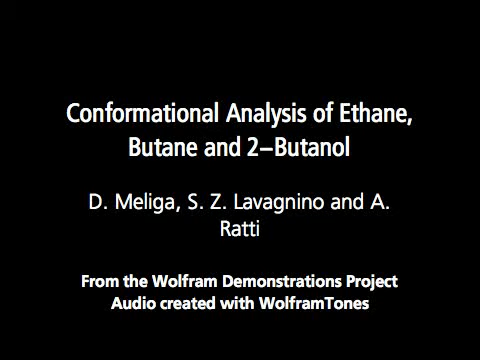 Conformational Analysis of Ethane,
Butane and 2−Butanol
D. Meliga, S. Z. Lavagnino and A.
Ratti
From the Wolfram Demonstrations Project
Audio created with WolframTones